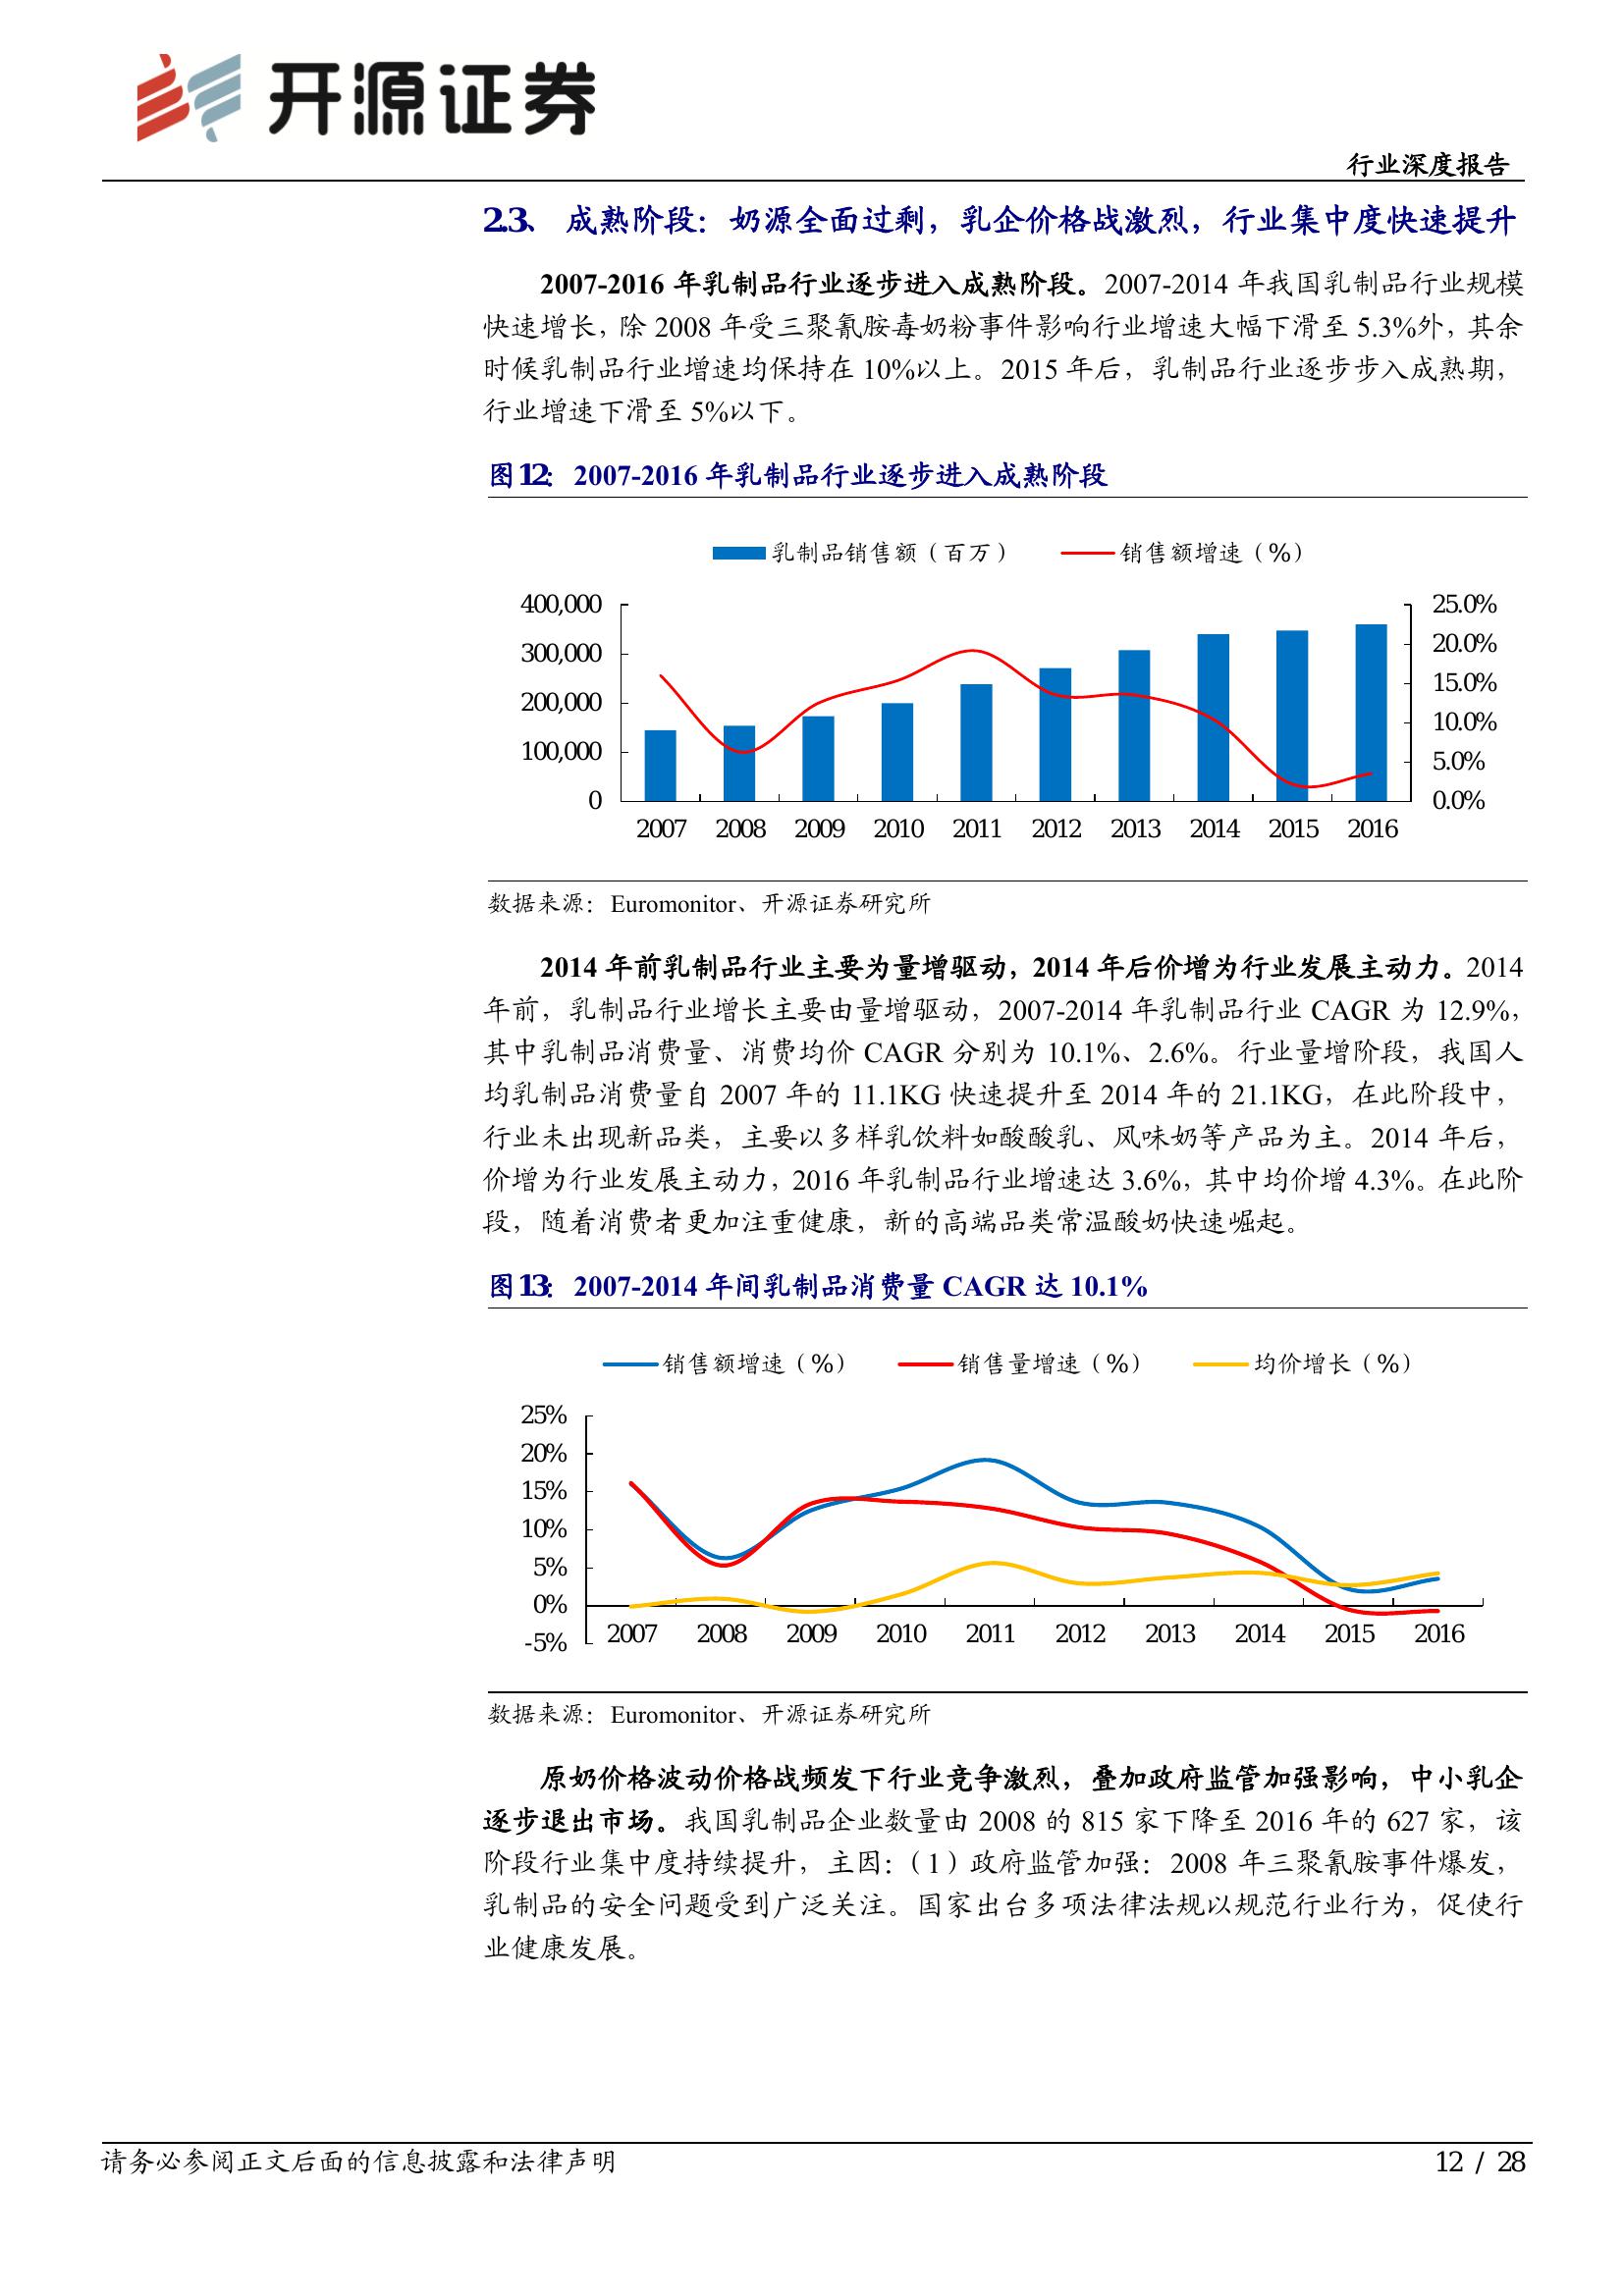 开源证券
行业深度报告
2.3、 成熟阶段：奶源全面过剩，乳企价格战激烈，行业集中度快速提升
2007-2016 年乳制品行业逐步进入成熟阶段。2007-2014 年我国乳制品行业规模
快速增长，除 2008 年受三聚氰胺毒奶粉事件影响行业增速大幅下滑至 5.3%外，其余
时候乳制品行业增速均保持在 10%以上。2015 年后，乳制品行业逐步步入成熟期，
行业增速下滑至 5%以下。
图12： 2007-2016 年乳制品行业逐步进入成熟阶段
乳制品销售额（百万） 销售额增速（%）
400,000 25.0%
300,000 20.0%
200,000 15.0%
100,000 10.0%
0 5.0%
0.0%
2007 2008 2009 2010 2011 2012 2013 2014 2015 2016
数据来源：Euromonitor、开源证券研究所
2014 年前乳制品行业主要为量增驱动，2014 年后价增为行业发展主动力。2014
年前，乳制品行业增长主要由量增驱动，2007-2014 年乳制品行业 CAGR 为 12.9%，
其中乳制品消费量、消费均价 CAGR 分别为 10.1%、2.6%。行业量增阶段，我国人
均乳制品消费量自 2007 年的 11.1KG 快速提升至 2014 年的 21.1KG，在此阶段中，
行业未出现新品类，主要以多样乳饮料如酸酸乳、风味奶等产品为主。2014 年后，
价增为行业发展主动力，2016 年乳制品行业增速达 3.6%，其中均价增 4.3%。在此阶
段，随着消费者更加注重健康，新的高端品类常温酸奶快速崛起。
图13： 2007-2014 年间乳制品消费量 CAGR 达 10.1%
销售额增速（%） 销售量增速（%） 均价增长（%）
25%
20%
15%
10%
5%
0%
-5%
2007 2008 2009 2010 2011 2012 2013 2014 2015 2016
数据来源：Euromonitor、开源证券研究所
原奶价格波动价格战频发下行业竞争激烈，叠加政府监管加强影响，中小乳企
逐步退出市场。我国乳制品企业数量由 2008 的 815 家下降至 2016 年的 627 家，该
阶段行业集中度持续提升，主因：（1）政府监管加强：2008 年三聚氰胺事件爆发，
乳制品的安全问题受到广泛关注。国家出台多项法律法规以规范行业行为，促使行
业健康发展。
请务必参阅正文后面的信息披露和法律声明
12 / 28